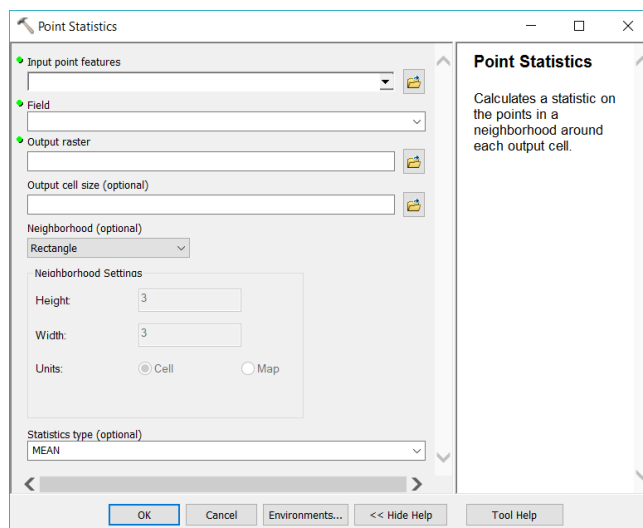 Point Statistics
Input point features
Field
Output raster
Output cell size (optional)
Neighborhood (optional)
Rectangle
Neighborhood Settings
Height:
3
Width:
3
Units:
Cell
Map
Statistics type (optional)
MEAN
Point Statistics
Calculates a statistic on
the points in a
neighborhood around
each output cell.
OK
Cancel
Environments...
<< Hide Help
Tool Help